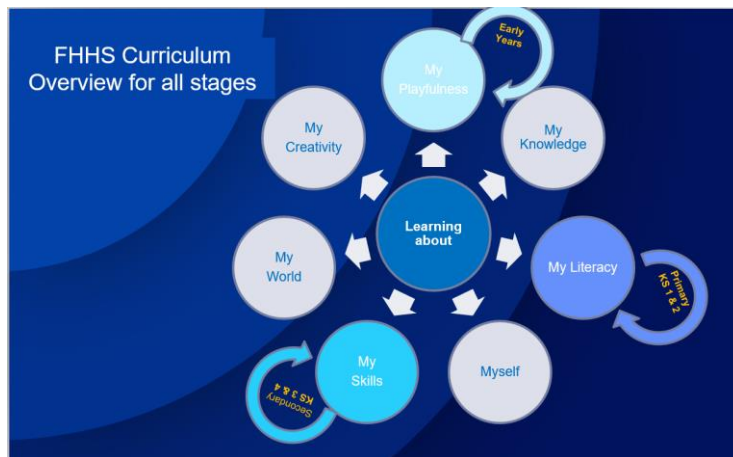 FHHS Curriculum
Overview for all stages
Early
Years
My
Playfulness
My
Knowledge
My Literacy
Primary
KS 1 & 2
Myself
My
Skills
Secondary
KS 3 & 4
My
World
My
Creativity
Learning
about